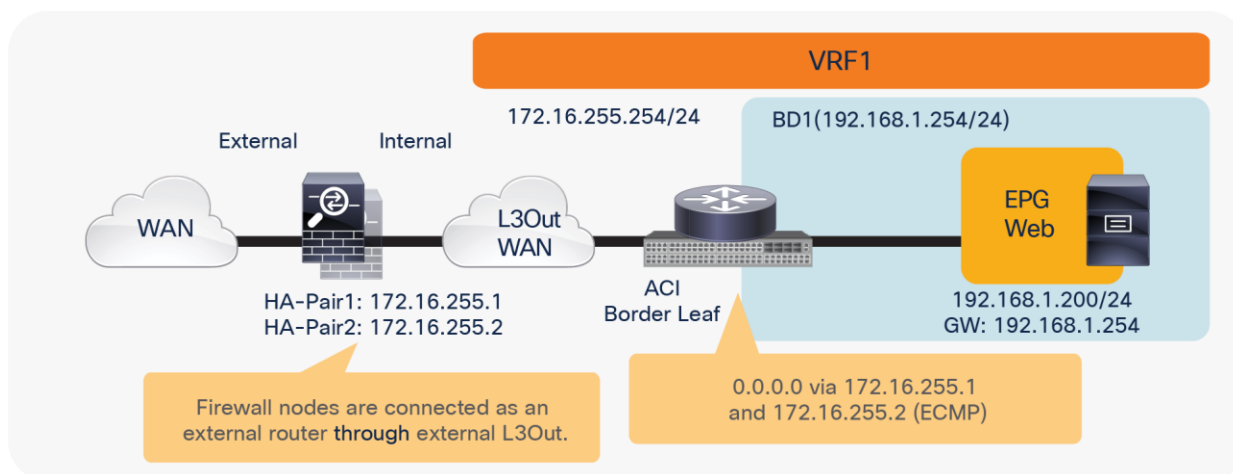 VRF1
172.16.255.254/24
BD1(192.168.1.254/24)
External
Internal
WAN
L3Out
WAN
EPG
Web
HA-Pair1: 172.16.255.1
HA-Pair2: 172.16.255.2
ACI
Border Leaf
192.168.1.200/24
GW: 192.168.1.254
Firewall nodes are connected as an
external router through external L3Out.
0.0.0.0 via 172.16.255.1
and 172.16.255.2 (ECMP)